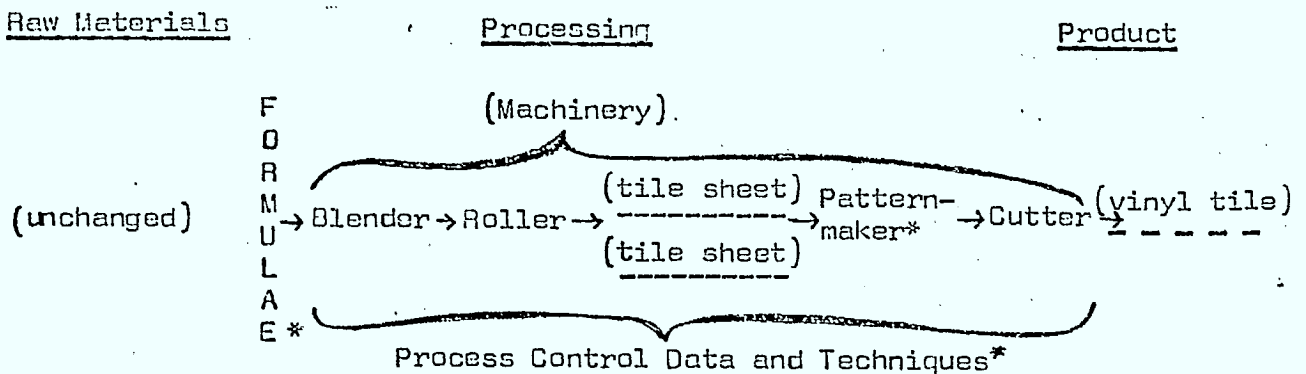 Raw Materials Processing Product
(Machinery).
FORMULAE*
(tile sheet)
(unchanged) → Blender → Roller → → Pattern-maker* → Cutter → (vinyl tile)
(tile sheet)
Process Control Data and Techniques*